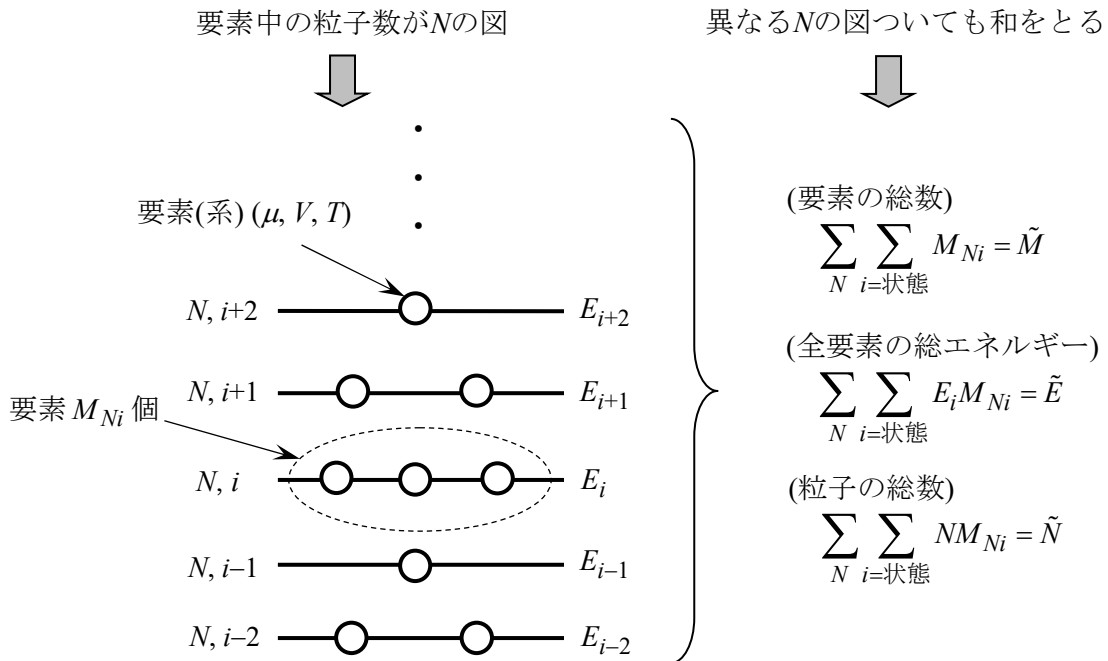 要素中の粒子数がNの図
異なるNの図ついても和をとる
要素(系) (μ, V, T)
N, i+2
E_{i+2}
N, i+1
E_{i+1}
要素 M_{Ni} 個
N, i
E_i
N, i−1
E_{i−1}
N, i−2
E_{i−2}
(要素の総数)
∑_N ∑_{i=状態} M_{Ni} = M̃
(全要素の総エネルギー)
∑_N ∑_{i=状態} E_i M_{Ni} = Ẽ
(粒子の総数)
∑_N ∑_{i=状態} NM_{Ni} = Ñ